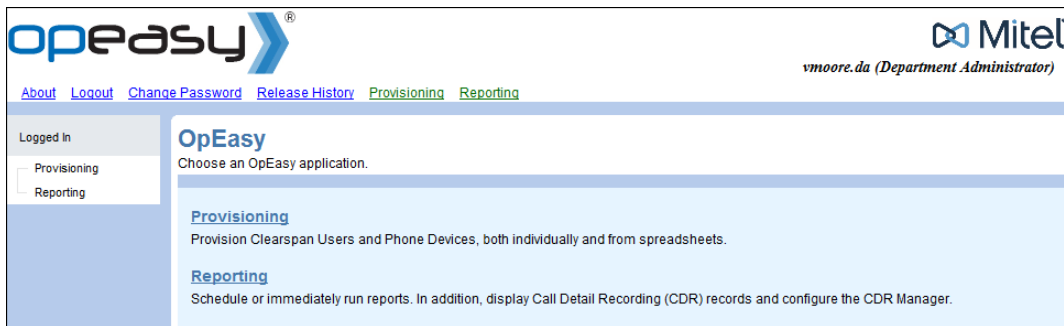 opeasy®
Mitel
vmoore.da (Department Administrator)
About Logout Change Password Release History Provisioning Reporting
Logged In
Provisioning
Reporting
OpEasy
Choose an OpEasy application.
Provisioning
Provision Clearspan Users and Phone Devices, both individually and from spreadsheets.
Reporting
Schedule or immediately run reports. In addition, display Call Detail Recording (CDR) records and configure the CDR Manager.